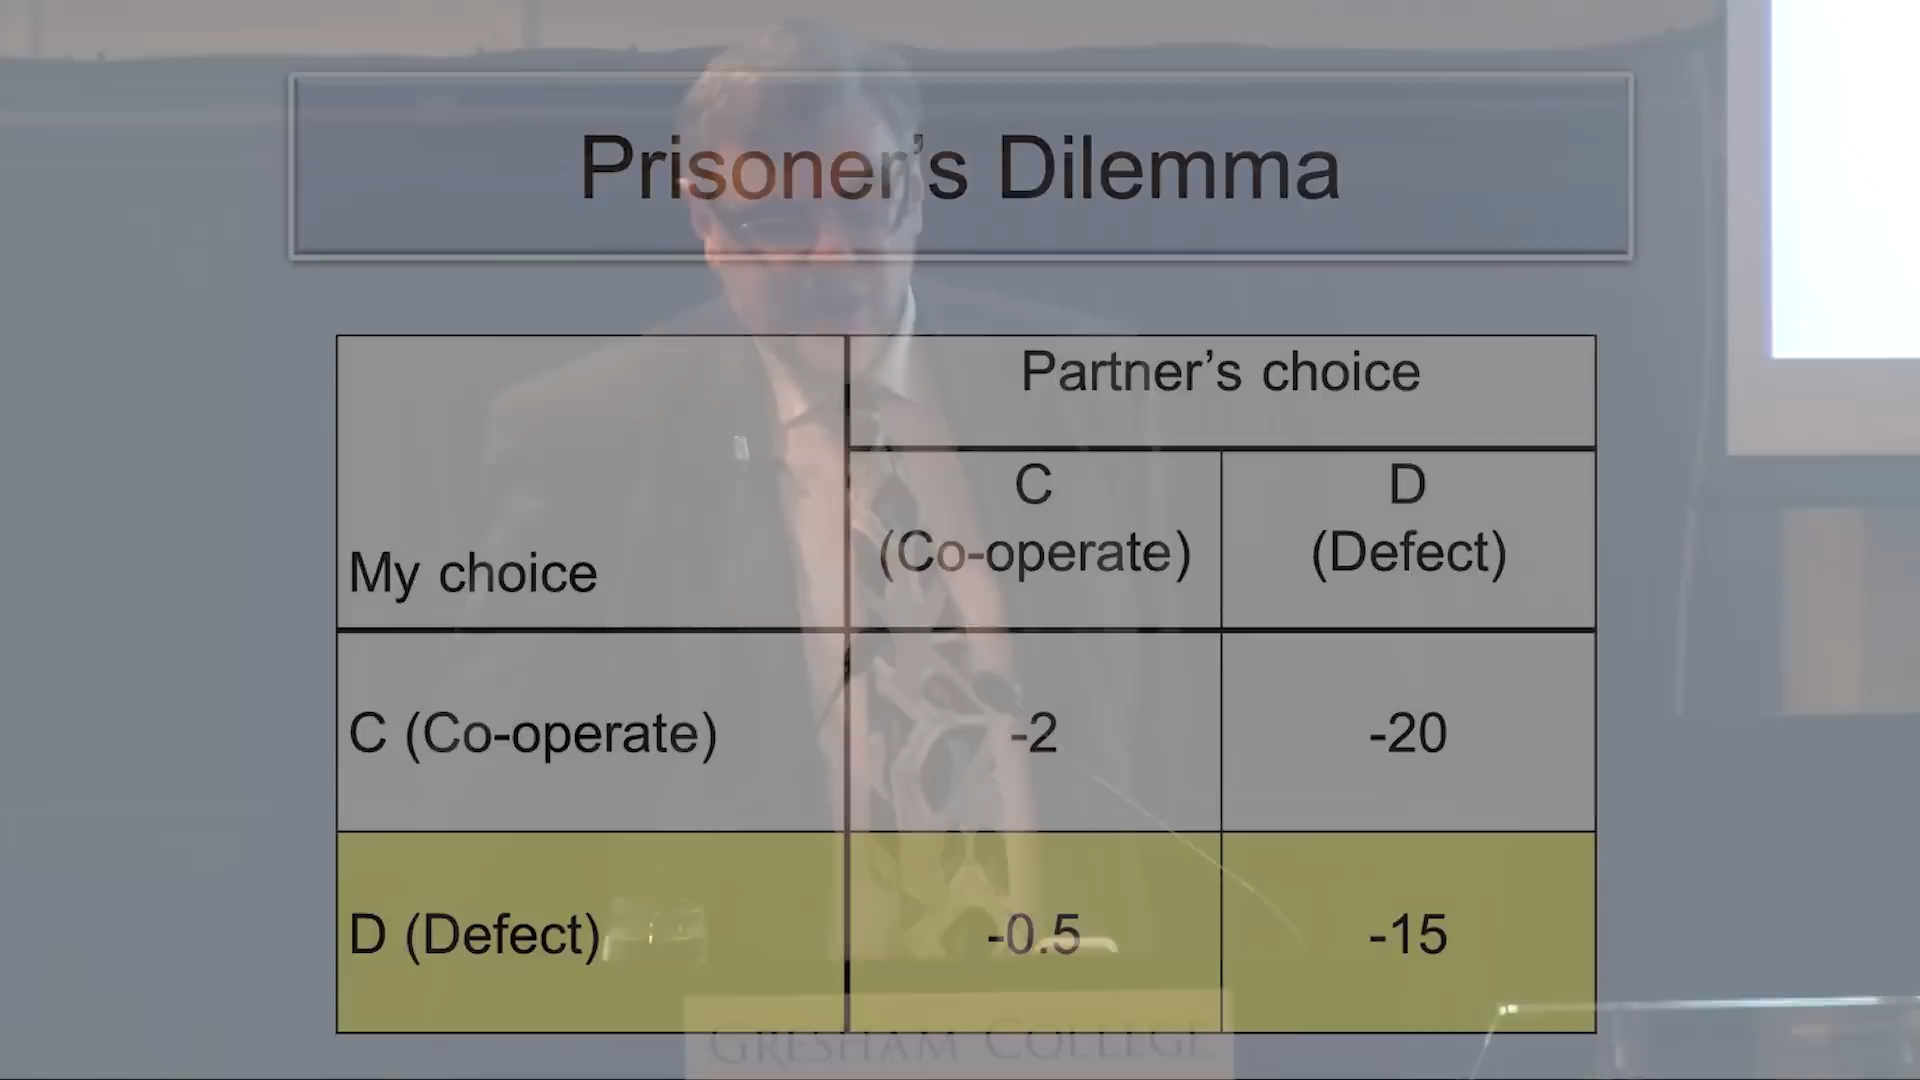 Prisoner's Dilemma
Partner's choice
My choice
C
(Co-operate)
D
(Defect)
C (Co-operate)
-2
-20
D (Defect)
-0.5
-15
GRESHAM COLLEGE